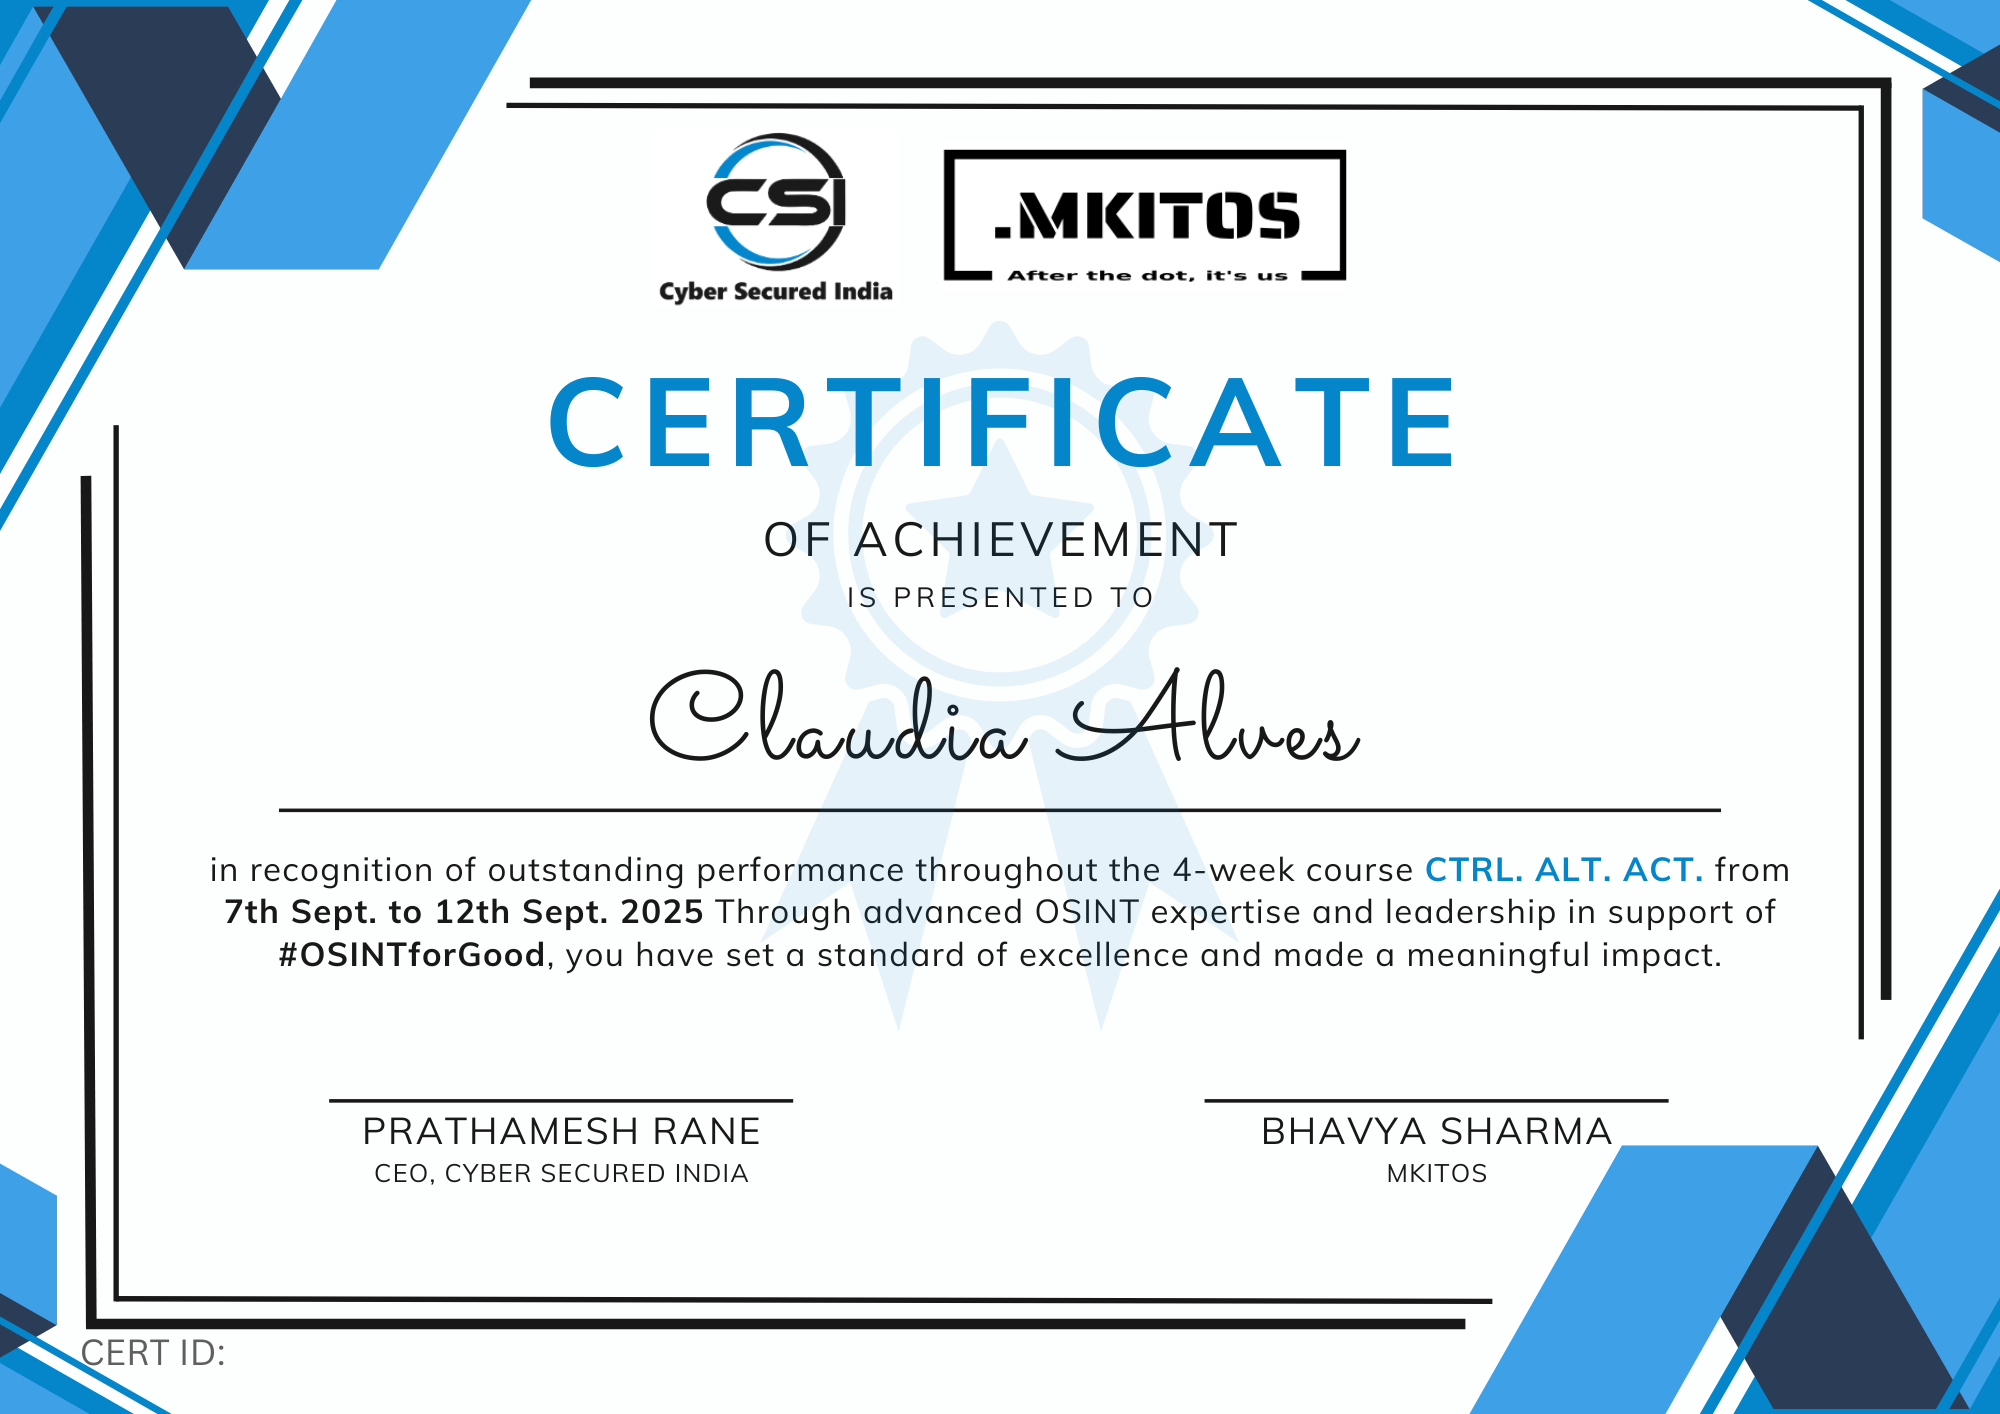 CSI
Cyber Secured India
.MKITOS
After the dot, it's us
CERTIFICATE
OF ACHIEVEMENT
IS PRESENTED TO
Claudia Alves
in recognition of outstanding performance throughout the 4-week course CTRL. ALT. ACT. from
7th Sept. to 12th Sept. 2025 Through advanced OSINT expertise and leadership in support of
#OSINTforGood, you have set a standard of excellence and made a meaningful impact.
PRATHAMESH RANE
CEO, CYBER SECURED INDIA
BHAVYA SHARMA
MKITOS
CERT ID: